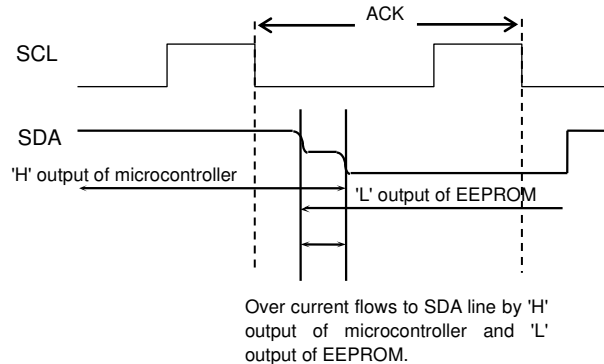 ACK
SCL
SDA
'H' output of microcontroller
'L' output of EEPROM
Over current flows to SDA line by 'H'
output of microcontroller and 'L'
output of EEPROM.